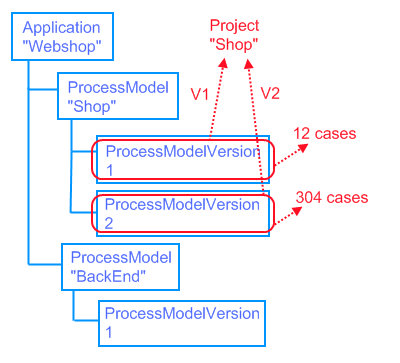 Application
"Webshop"
Project
"Shop"
ProcessModel
"Shop"
V1
V2
12 cases
ProcessModelVersion
1
304 cases
ProcessModelVersion
2
ProcessModel
"BackEnd"
ProcessModelVersion
1